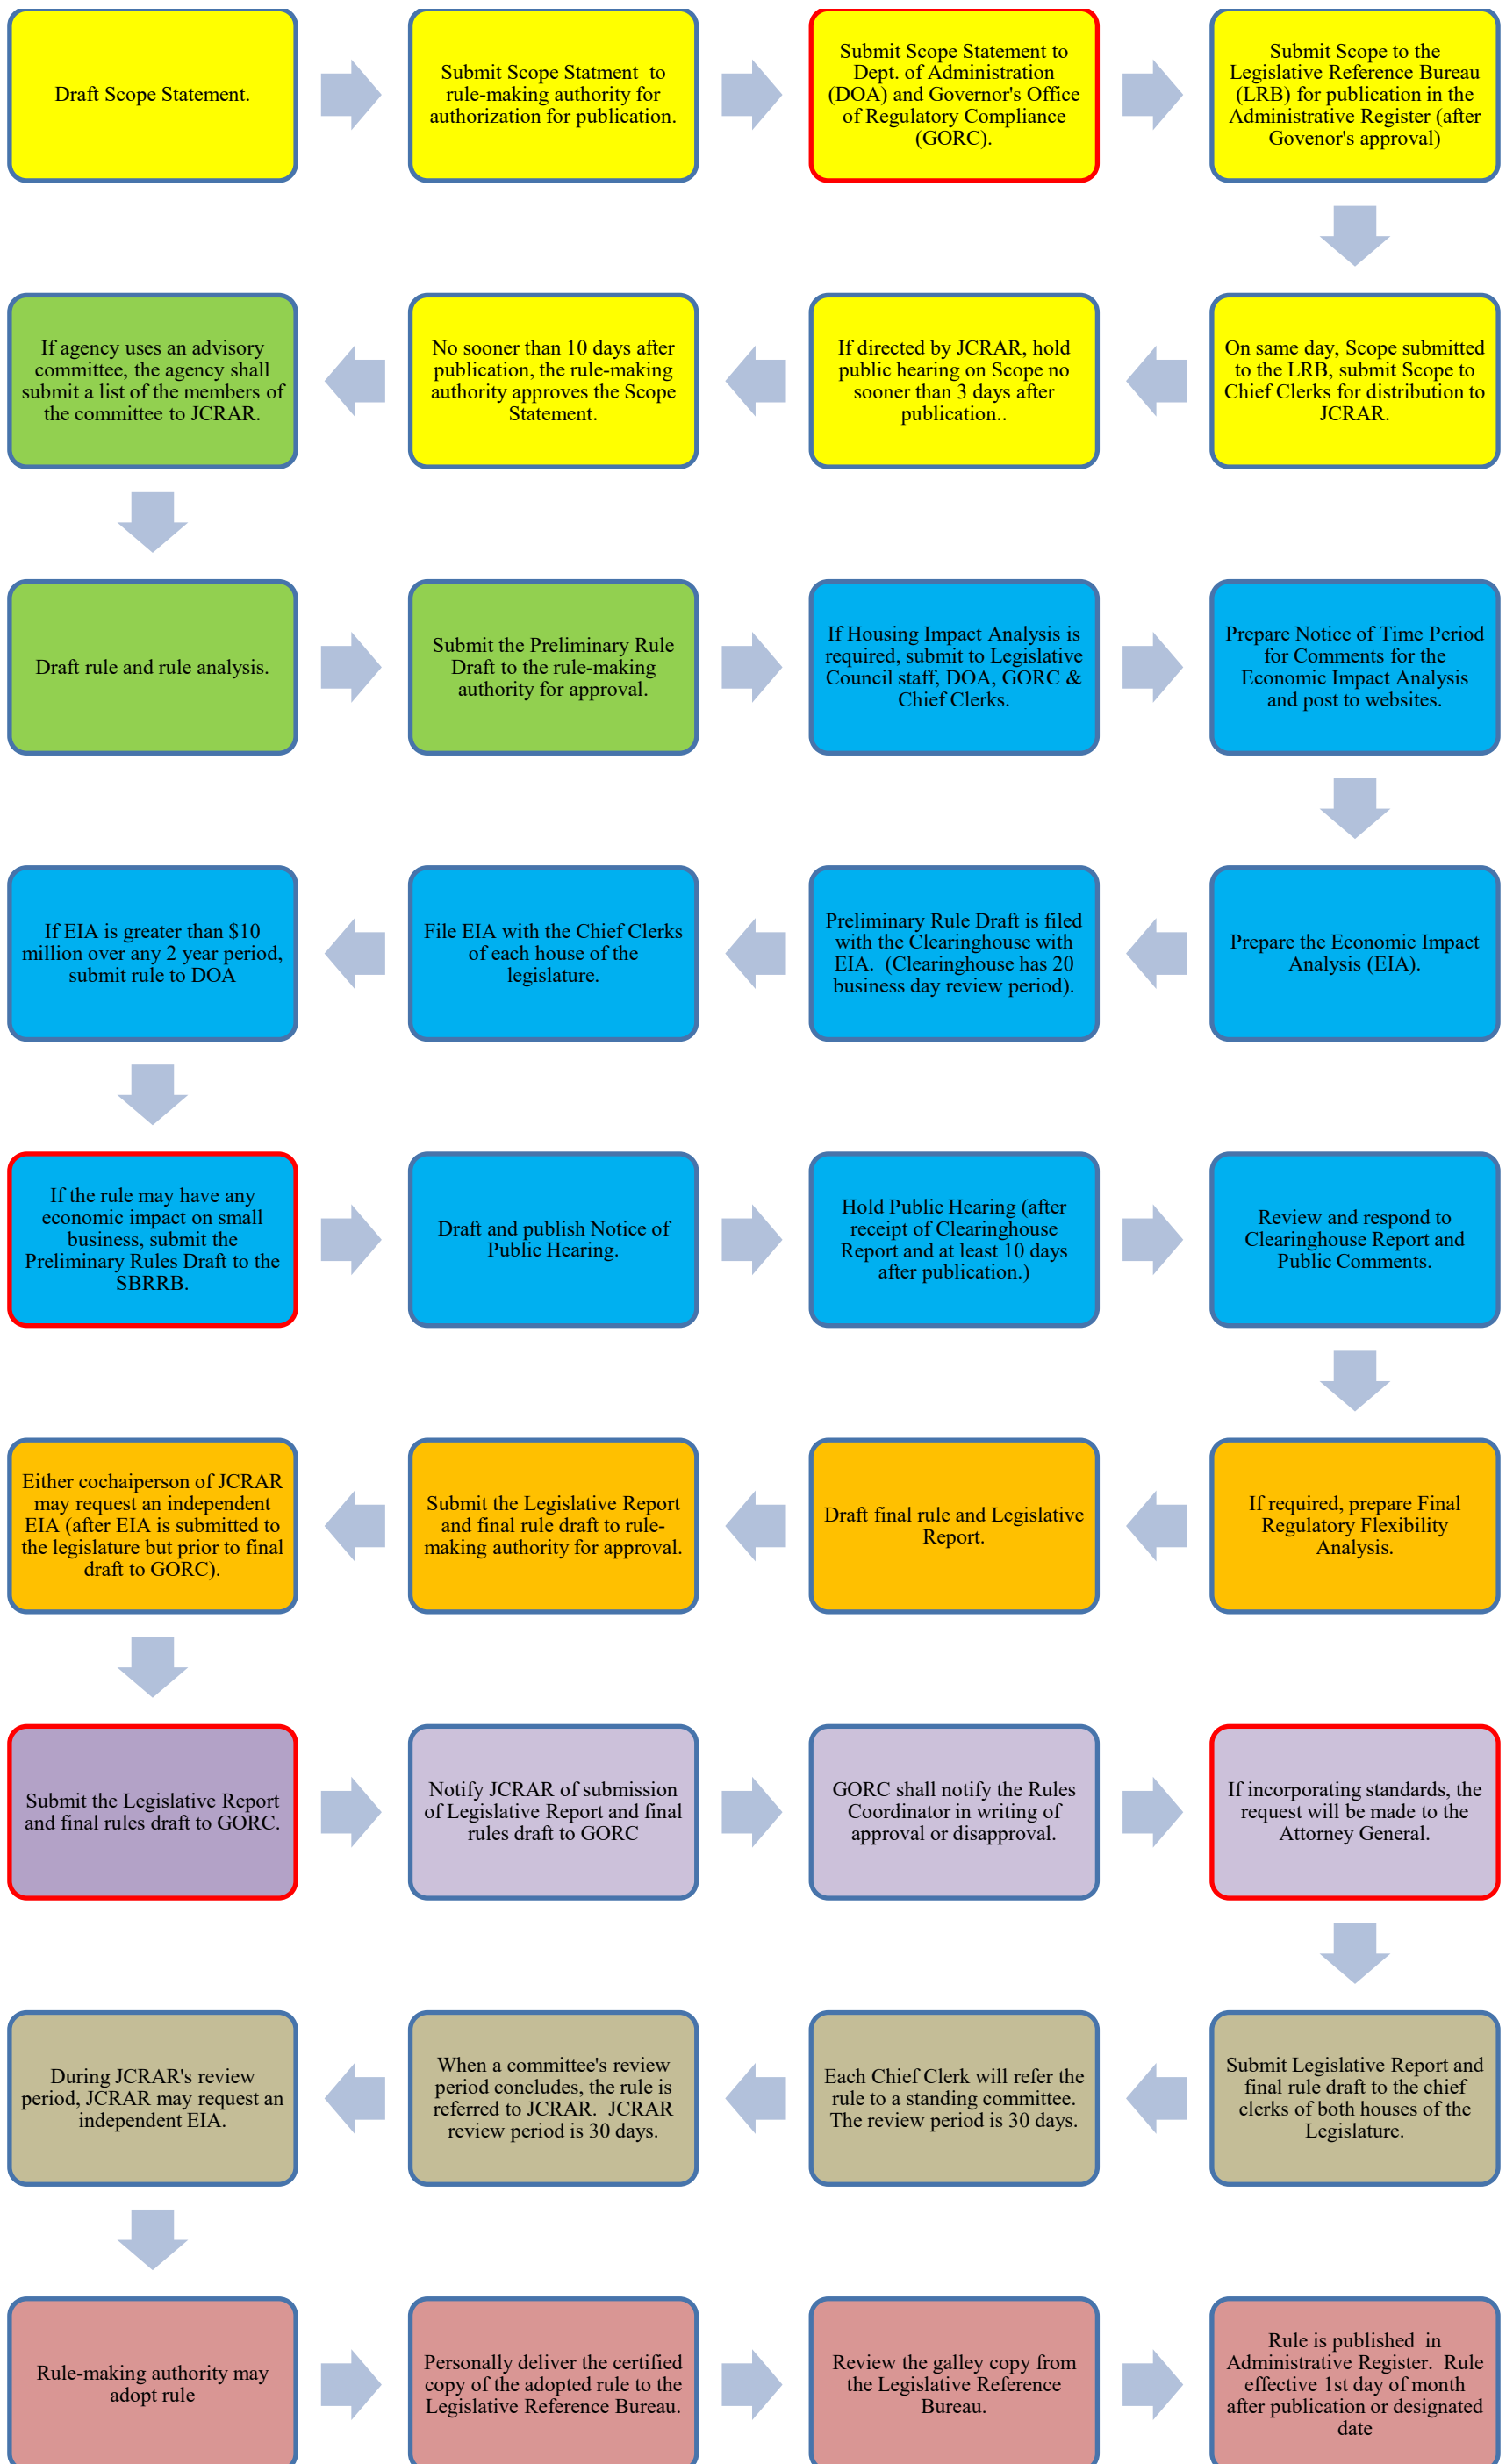 Draft Scope Statement.
Submit Scope Statment  to
rule-making authority for
authorization for publication.
Submit Scope Statement to
Dept. of Administration
(DOA) and Governor's Office
of Regulatory Compliance
(GORC).
Submit Scope to the
Legislative Reference Bureau
(LRB) for publication in the
Administrative Register (after
Govenor's approval)
On same day, Scope submitted
to the LRB, submit Scope to
Chief Clerks for distribution to
JCRAR.
If directed by JCRAR, hold
public hearing on Scope no
sooner than 3 days after
publication..
No sooner than 10 days after
publication, the rule-making
authority approves the Scope
Statement.
If agency uses an advisory
committee, the agency shall
submit a list of the members of
the committee to JCRAR.
Draft rule and rule analysis.
Submit the Preliminary Rule
Draft to the rule-making
authority for approval.
If Housing Impact Analysis is
required, submit to Legislative
Council staff, DOA, GORC &
Chief Clerks.
Prepare Notice of Time Period
for Comments for the
Economic Impact Analysis
and post to websites.
Prepare the Economic Impact
Analysis (EIA).
Preliminary Rule Draft is filed
with the Clearinghouse with
EIA.  (Clearinghouse has 20
business day review period).
File EIA with the Chief Clerks
of each house of the
legislature.
If EIA is greater than $10
million over any 2 year period,
submit rule to DOA
If the rule may have any
economic impact on small
business, submit the
Preliminary Rules Draft to the
SBRRB.
Draft and publish Notice of
Public Hearing.
Hold Public Hearing (after
receipt of Clearinghouse
Report and at least 10 days
after publication.)
Review and respond to
Clearinghouse Report and
Public Comments.
If required, prepare Final
Regulatory Flexibility
Analysis.
Draft final rule and Legislative
Report.
Submit the Legislative Report
and final rule draft to rule-
making authority for approval.
Either cochaiperson of JCRAR
may request an independent
EIA (after EIA is submitted to
the legislature but prior to final
draft to GORC).
Submit the Legislative Report
and final rules draft to GORC.
Notify JCRAR of submission
of Legislative Report and final
rules draft to GORC
GORC shall notify the Rules
Coordinator in writing of
approval or disapproval.
If incorporating standards, the
request will be made to the
Attorney General.
Submit Legislative Report and
final rule draft to the chief
clerks of both houses of the
Legislature.
Each Chief Clerk will refer the
rule to a standing committee.
The review period is 30 days.
When a committee's review
period concludes, the rule is
referred to JCRAR.  JCRAR
review period is 30 days.
During JCRAR's review
period, JCRAR may request an
independent EIA.
Rule-making authority may
adopt rule
Personally deliver the certified
copy of the adopted rule to the
Legislative Reference Bureau.
Review the galley copy from
the Legislative Reference
Bureau.
Rule is published  in
Administrative Register.  Rule
effective 1st day of month
after publication or designated
date